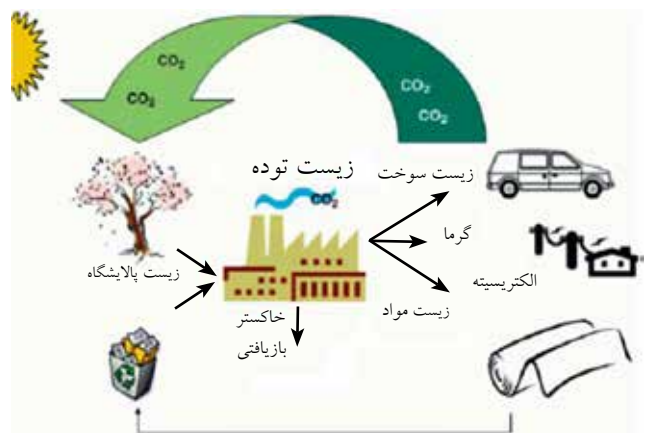 CO₂
CO₂
CO₂
CO₂
زیست توده
CO₂
زیست سوخت
گرما
زیست پالایشگاه
الکتریسیته
زیست مواد
خاکستر
بازیافتی